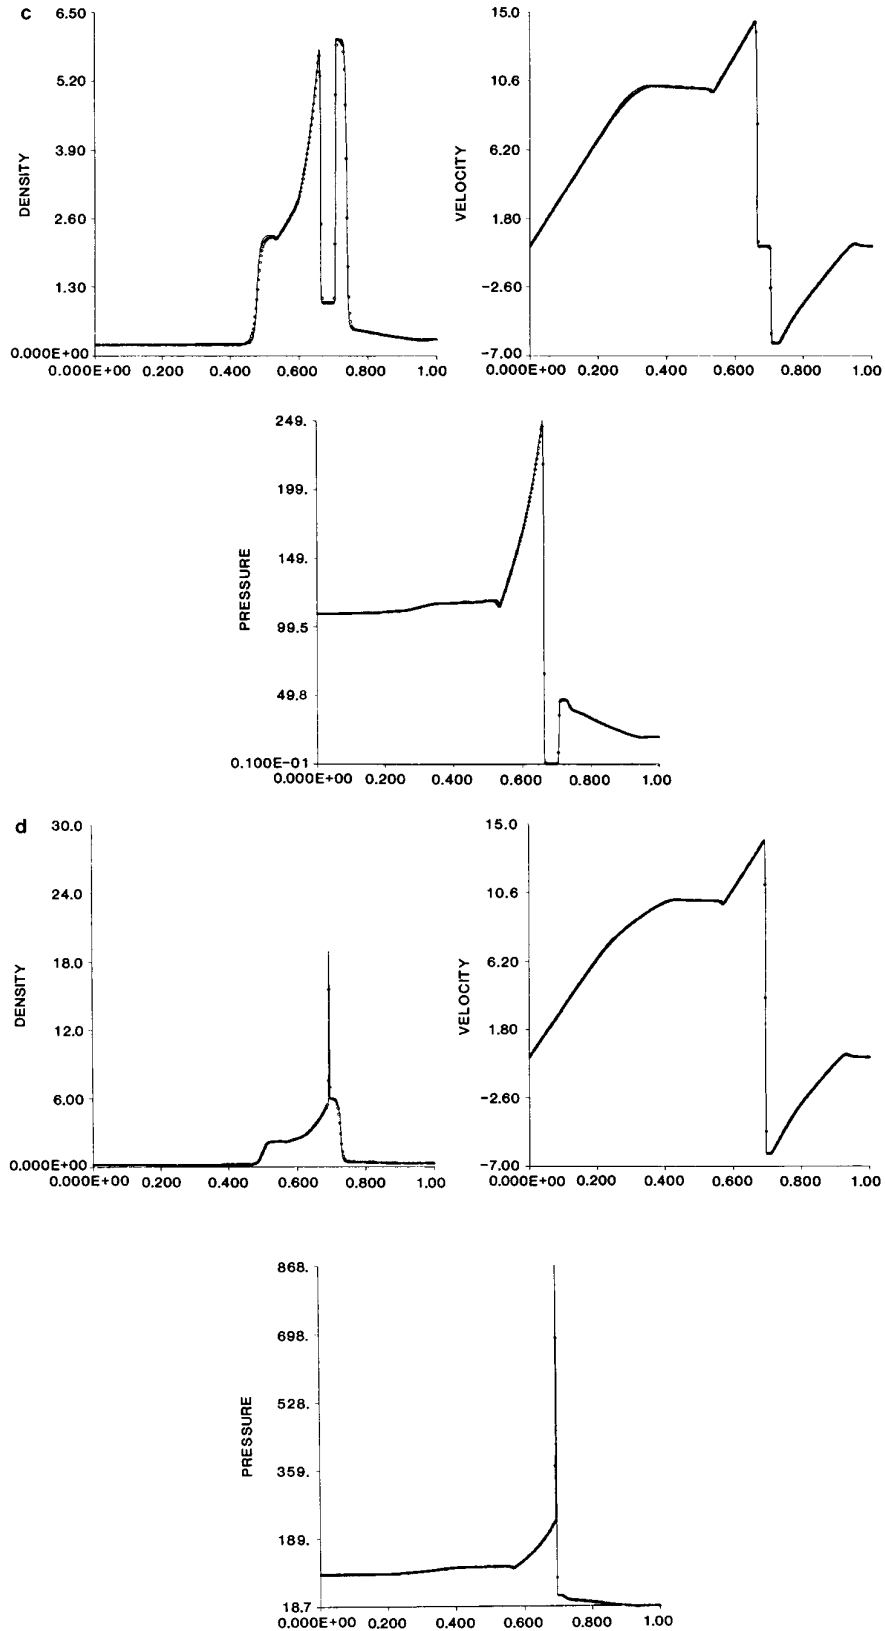 c
6.50
5.20
3.90
2.60
1.30
0.000E+00
DENSITY
0.000E+00 0.200 0.400 0.600 0.800 1.00
15.0
10.6
6.20
1.80
-2.60
-7.00
VELOCITY
0.000E+00 0.200 0.400 0.600 0.800 1.00
249.
199.
149.
99.5
49.8
0.100E-01
PRESSURE
0.000E+00 0.200 0.400 0.600 0.800 1.00
d
30.0
24.0
18.0
12.0
6.00
0.000E+00
DENSITY
0.000E+00 0.200 0.400 0.600 0.800 1.00
15.0
10.6
6.20
1.80
-2.60
-7.00
VELOCITY
0.000E+00 0.200 0.400 0.600 0.800 1.00
868.
698.
528.
359.
189.
18.7
PRESSURE
0.000E+00 0.200 0.400 0.600 0.800 1.00